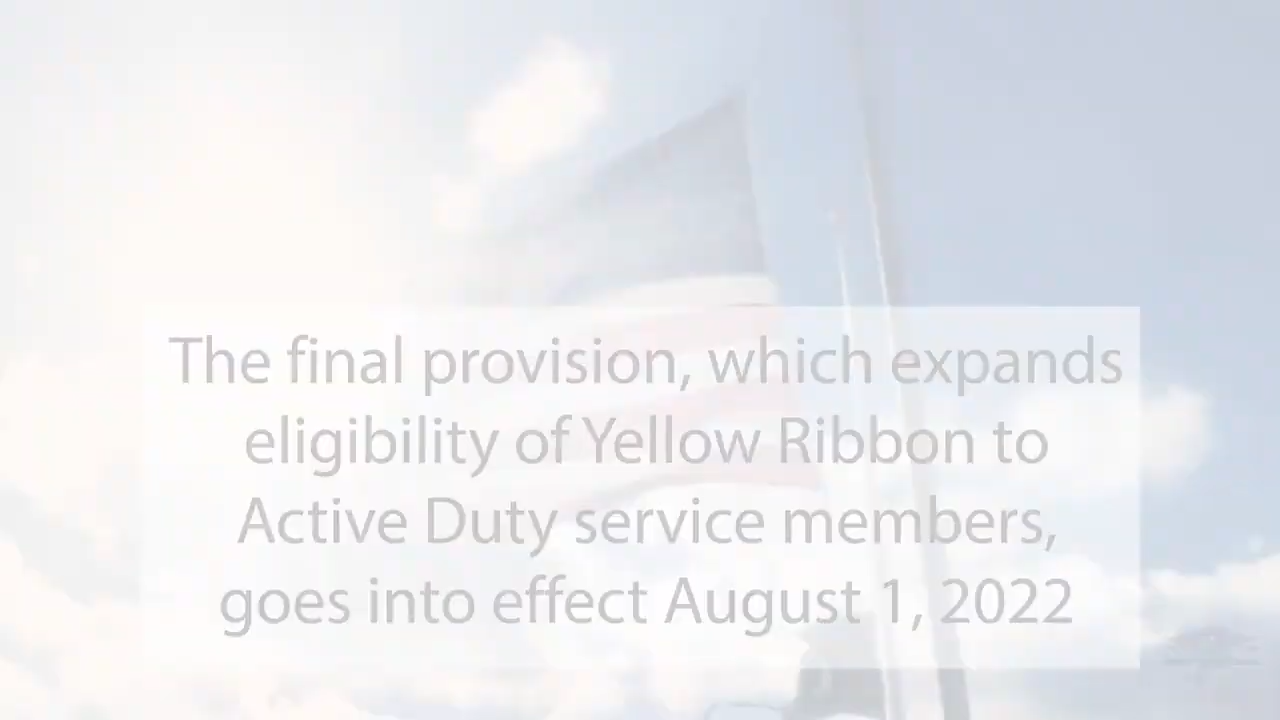 The final provision, which expands
eligibility of Yellow Ribbon to
Active Duty service members,
goes into effect August 1, 2022